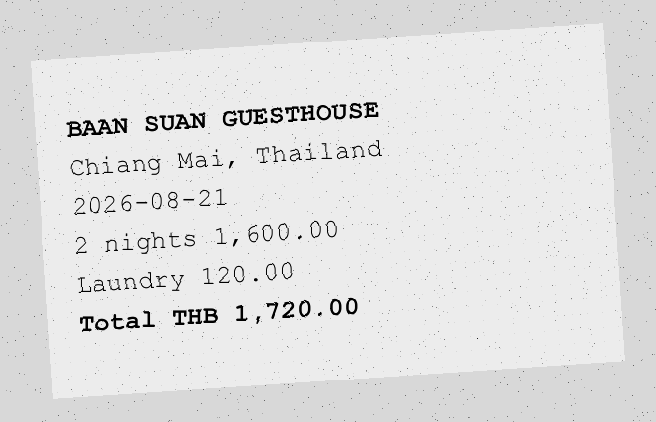 BAAN SUAN GUESTHOUSE
Chiang Mai, Thailand
2026-08-21
2 nights 1,600.00
Laundry 120.00
Total THB 1,720.00